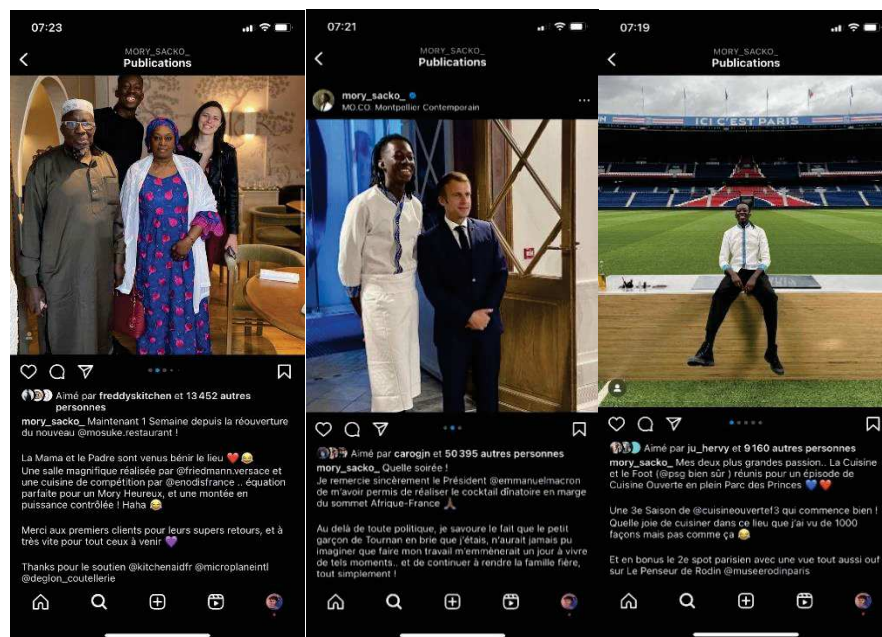 07:23
MORY_SACKO_
Publications
Aimé par freddyskitchen et 13 452 autres
personnes
mory_sacko_ Maintenant 1 Semaine depuis la réouverture
du nouveau @mosuke.restaurant !
La Mama et le Padre sont venus bénir le lieu ❤️😂
Une salle magnifique réalisée par @friedmann.versace et
une cuisine de compétition par @enodisfrance .. équation
parfaite pour un Mory Heureux, et une montée en
puissance contrôlée ! Haha 😂
Merci aux premiers clients pour leurs supers retours, et à
très vite pour tout ceux à venir 💜
Thanks pour le soutien @kitchenaidfr @microplaneintl
@deglon_coutellerie
07:21
MORY_SACKO_
Publications
mory_sacko_
MO.CO. Montpellier Contemporain
Aimé par carogjn et 50 395 autres personnes
mory_sacko_ Quelle soirée !
Je remercie sincèrement le Président @emmanuelmacron
de m'avoir permis de réaliser le cocktail dînatoire en marge
du sommet Afrique-France 🙏🏾
Au delà de toute politique, je savoure le fait que le petit
garçon de Tournan en brie que j'étais, n'aurait jamais pu
imaginer que faire mon travail m'emmènerait un jour à vivre
de tels moments.. et de continuer à rendre la famille fière,
tout simplement !
07:19
MORY_SACKO_
Publications
ICI C'EST PARIS
Aimé par ju_hervy et 9 160 autres personnes
mory_sacko_ Mes deux plus grandes passion.. La Cuisine
et le Foot (@psg bien sûr ) réunis pour un épisode de
Cuisine Ouverte en plein Parc des Princes 💙❤️
Une 3e Saison de @cuisineouvertef3 qui commence bien !
Quelle joie de cuisiner dans ce lieu que j'ai vu de 1000
façons mais pas comme ça 😂
Et en bonus le 2e spot parisien avec une vue tout aussi ouf
sur Le Penseur de Rodin @museerodinparis